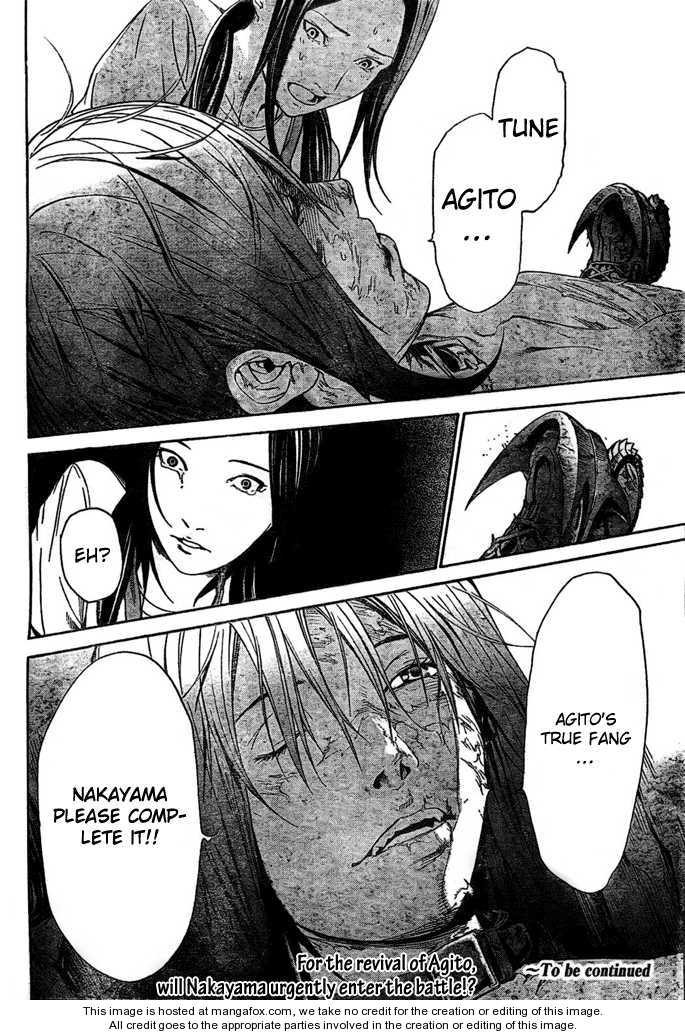 TUNE
AGITO
...
EH?
AGITO'S
TRUE FANG
...
NAKAYAMA
PLEASE COMP-
LETE IT!!
For the revival of Agito,
will Nakayama urgently enter the battle!?
~To be continued
This image is hosted at mangafox.com, we take no credit for the creation or editing of this image.
All credit goes to the appropriate parties involved in the creation or editing of this image.